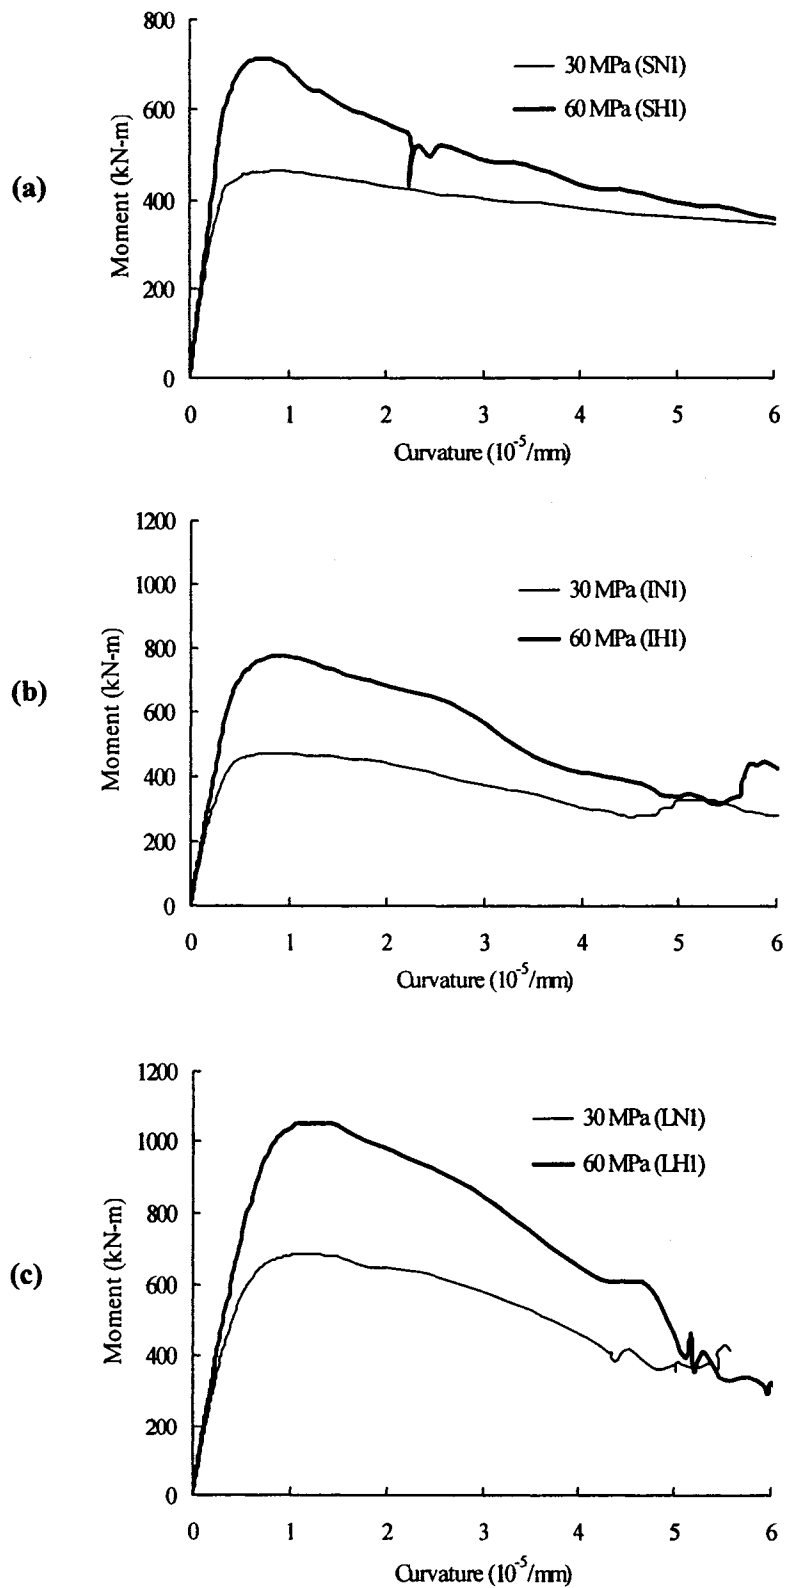 (a)
Moment (kN-m)
800
600
400
200
0
30 MPa (SN1)
60 MPa (SH1)
0 1 2 3 4 5 6
Curvature (10⁻⁵/mm)
(b)
Moment (kN-m)
1200
1000
800
600
400
200
0
30 MPa (IN1)
60 MPa (IH1)
0 1 2 3 4 5 6
Curvature (10⁻⁵/mm)
(c)
Moment (kN-m)
1200
1000
800
600
400
200
0
30 MPa (LN1)
60 MPa (LH1)
0 1 2 3 4 5 6
Curvature (10⁻⁵/mm)